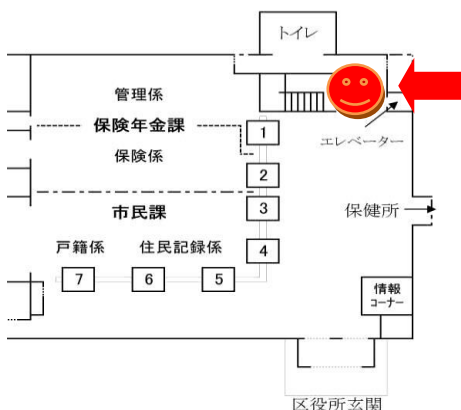 トイレ
管理係
保険年金課
保険係
1
エレベーター
2
市民課
3
保健所
戸籍係
住民記録係
4
7
6
5
情報
コーナー
区役所玄関